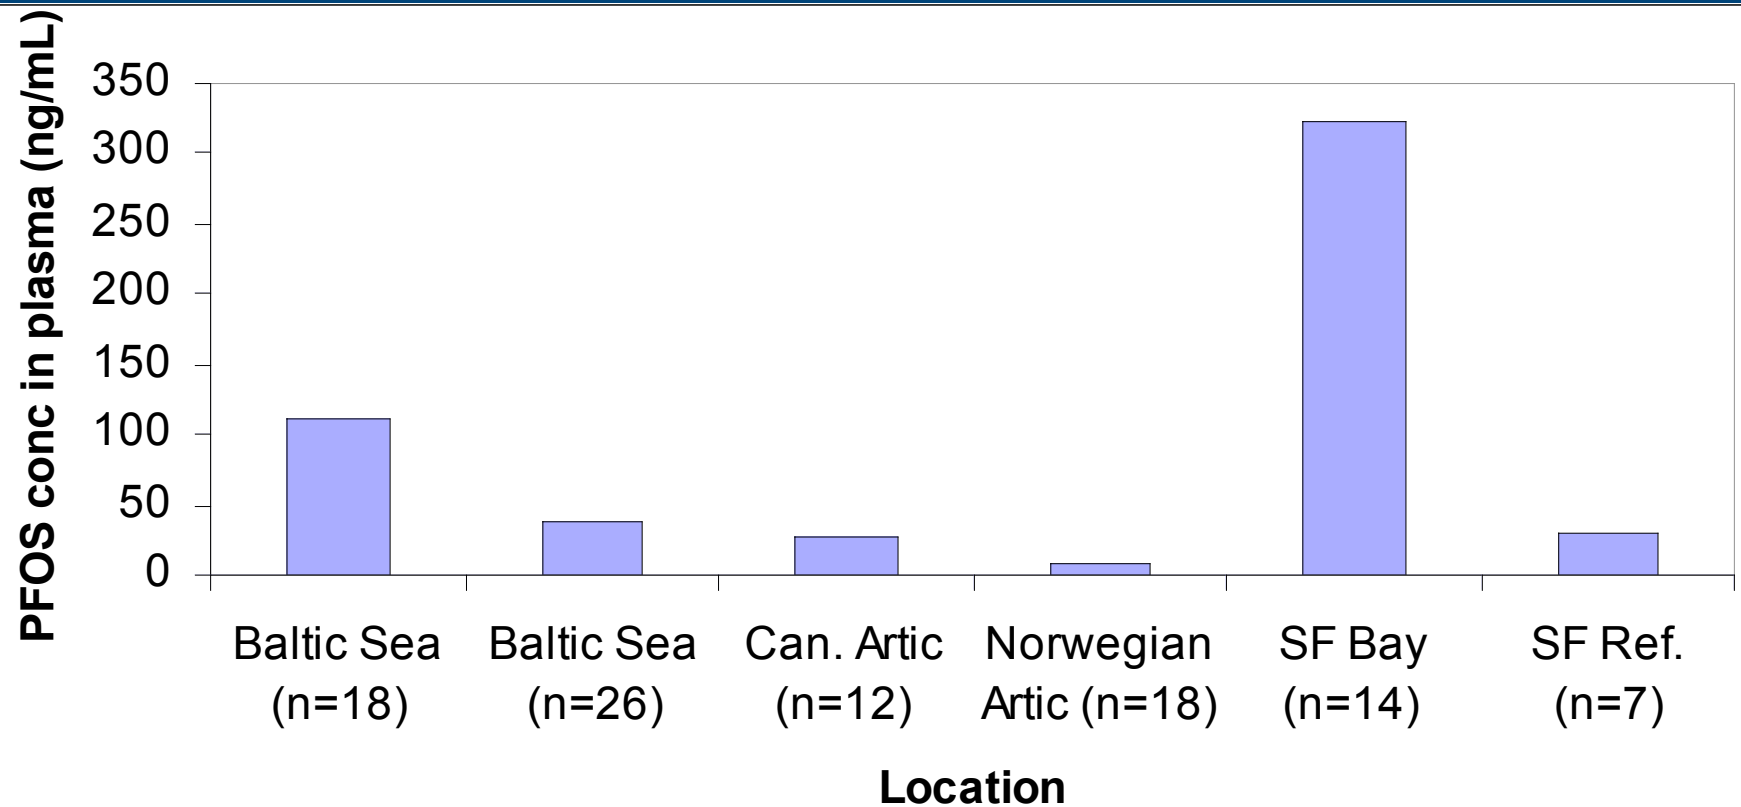 PFOS conc in plasma (ng/mL)
350
300
250
200
150
100
50
0
Baltic Sea
(n=18)
Baltic Sea
(n=26)
Can. Artic
(n=12)
Norwegian
Artic (n=18)
SF Bay
(n=14)
SF Ref.
(n=7)
Location